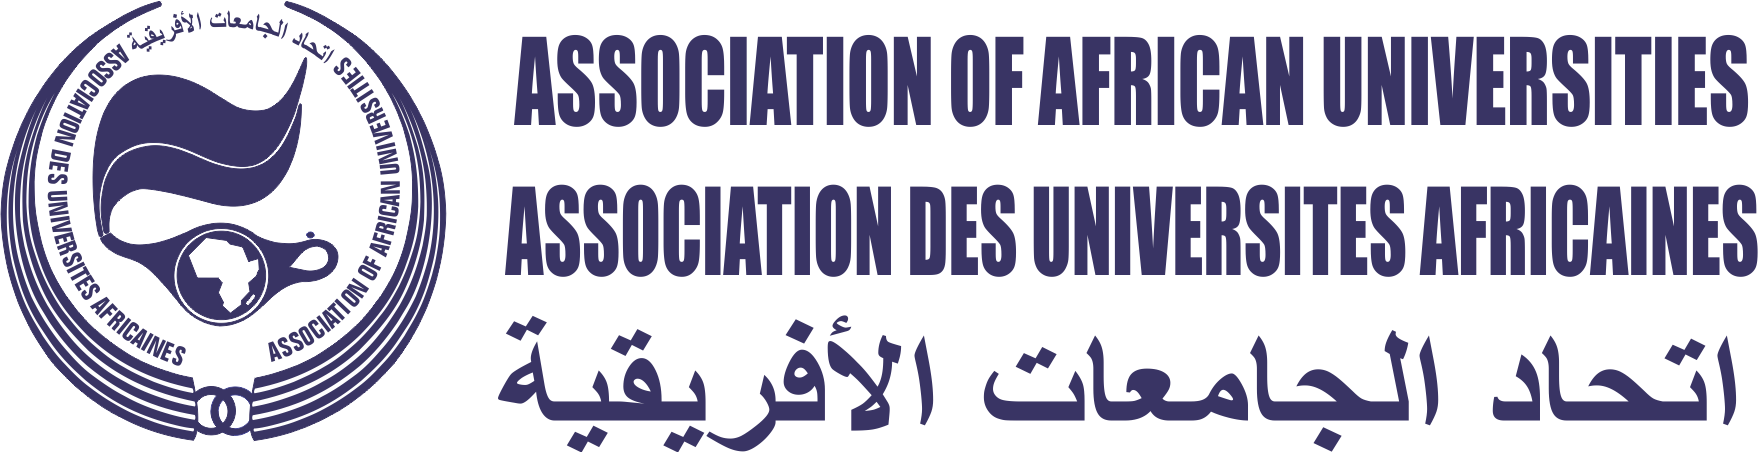 اتحاد الجامعات الأفريقية
ASSOCIATION DES UNIVERSITES AFRICAINES
ASSOCIATION OF AFRICAN UNIVERSITIES
ASSOCIATION OF AFRICAN UNIVERSITIES
ASSOCIATION DES UNIVERSITES AFRICAINES
اتحاد الجامعات الأفريقية